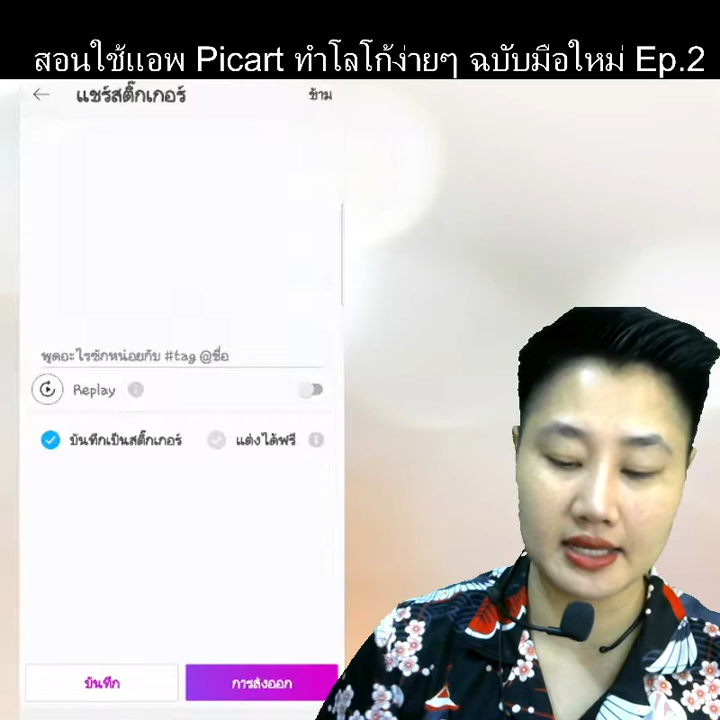 สอนใช้แอพ Picart ทำโลโก้ง่ายๆ ฉบับมือใหม่ Ep.2
แชร์สติ๊กเกอร์ ข้าม
พูดอะไรซักหน่อยกับ #tag @ชื่อ
Replay
บันทึกเป็นสติ๊กเกอร์ แต่งได้ฟรี
บันทึก การส่งออก